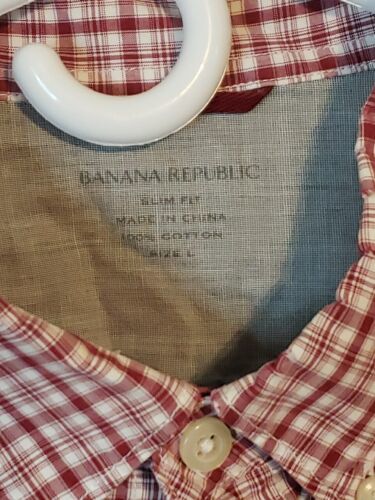 BANANA REPUBLIC
SLIM FIT
MADE IN CHINA
100% COTTON
SIZE L